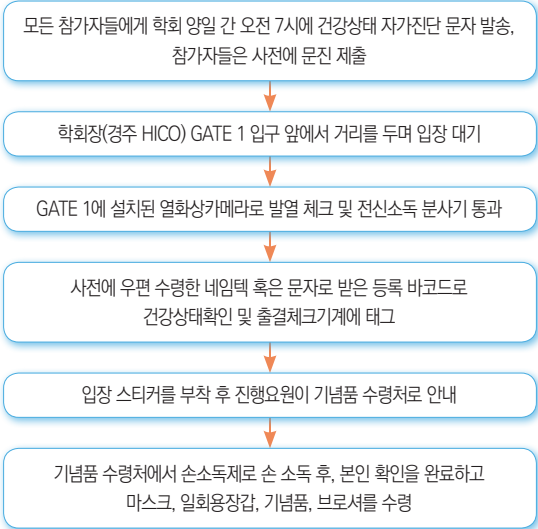 모든 참가자들에게 학회 양일 간 오전 7시에 건강상태 자가진단 문자 발송,
참가자들은 사전에 문진 제출
학회장(경주 HICO) GATE 1 입구 앞에서 거리를 두며 입장 대기
GATE 1에 설치된 열화상카메라로 발열 체크 및 전신소독 분사기 통과
사전에 우편 수령한 네임텍 혹은 문자로 받은 등록 바코드로
건강상태확인 및 출결체크기계에 태그
입장 스티커를 부착 후 진행요원이 기념품 수령처로 안내
기념품 수령처에서 손소독제로 손 소독 후, 본인 확인을 완료하고
마스크, 일회용장갑, 기념품, 브로셔를 수령